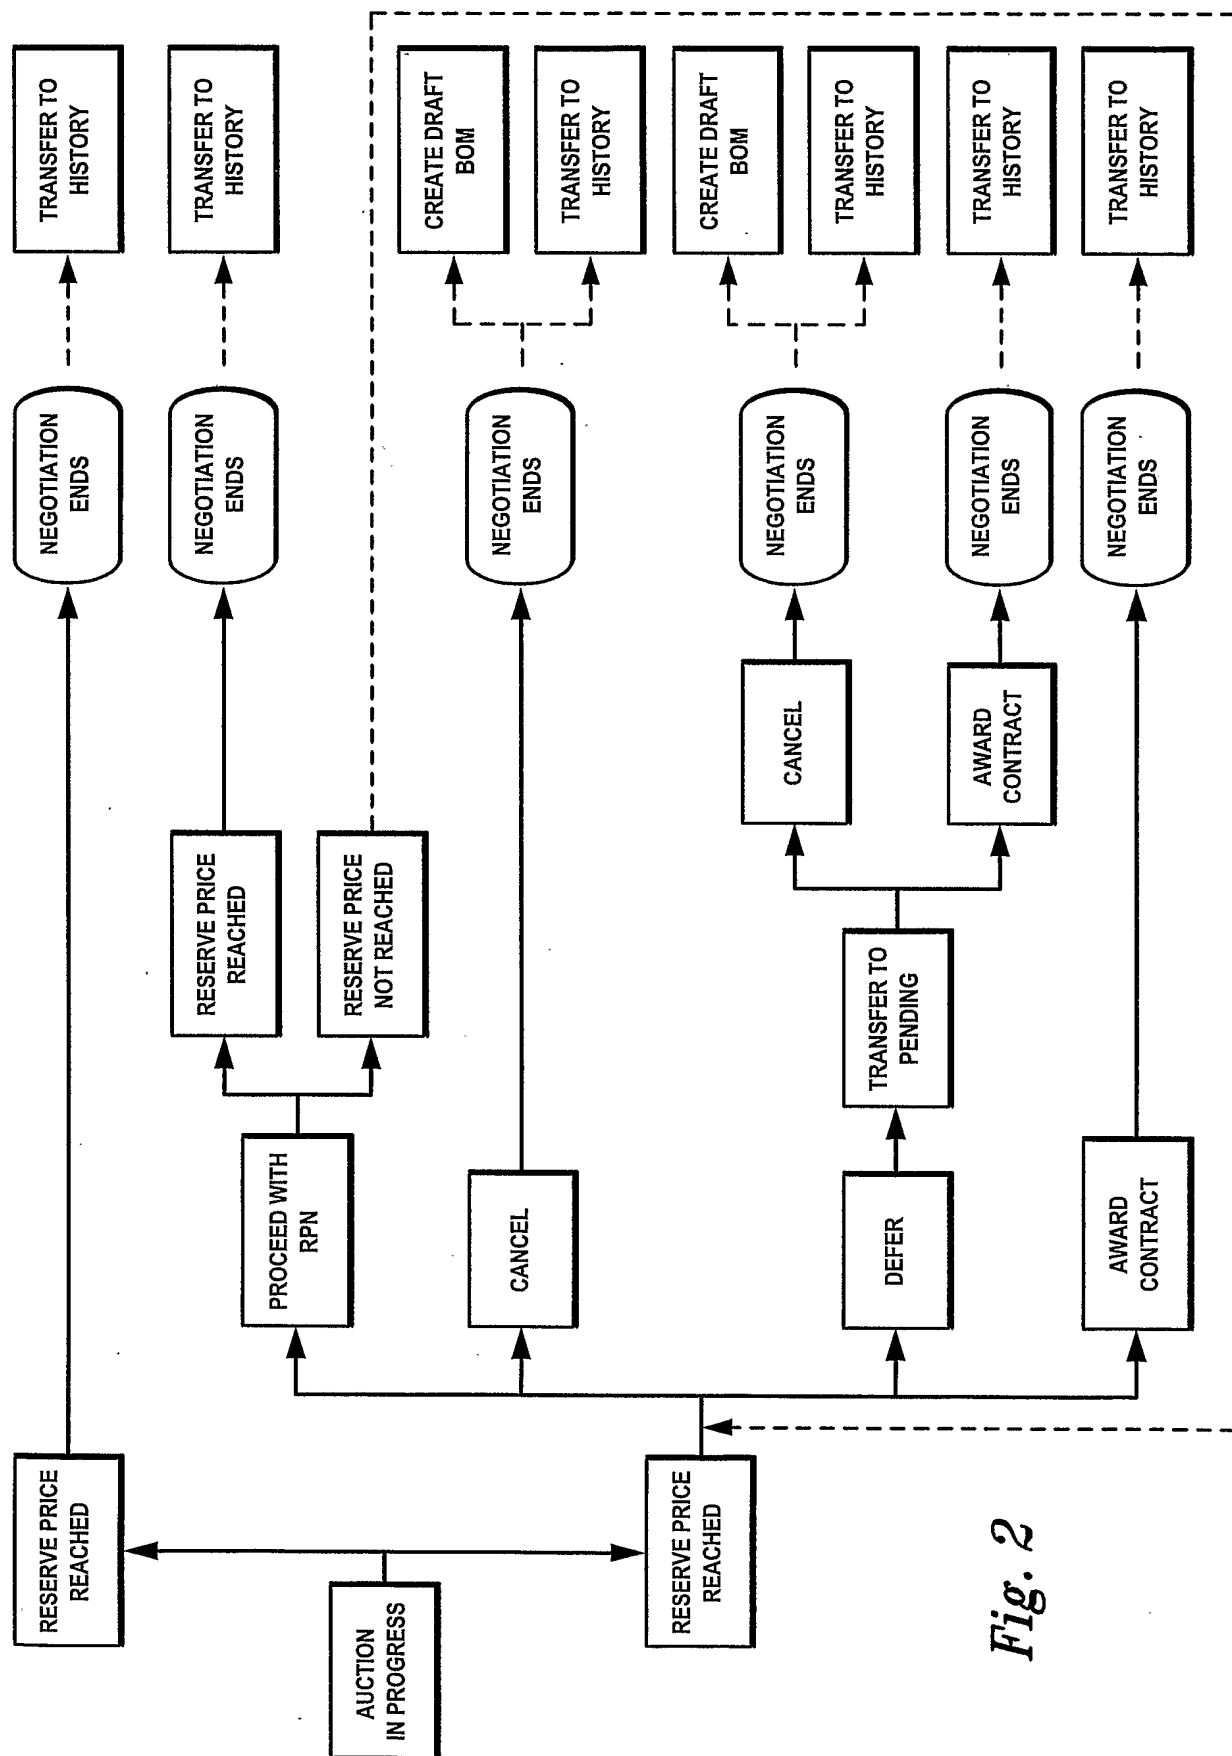 AUCTION
IN PROGRESS
RESERVE PRICE
REACHED
NEGOTIATION
ENDS
TRANSFER TO
HISTORY
RESERVE PRICE
REACHED
PROCEED WITH
RPN
RESERVE PRICE
REACHED
NEGOTIATION
ENDS
TRANSFER TO
HISTORY
RESERVE PRICE
NOT REACHED
CANCEL
NEGOTIATION
ENDS
CREATE DRAFT
BOM
TRANSFER TO
HISTORY
DEFER
TRANSFER TO
PENDING
CANCEL
NEGOTIATION
ENDS
CREATE DRAFT
BOM
TRANSFER TO
HISTORY
AWARD
CONTRACT
NEGOTIATION
ENDS
TRANSFER TO
HISTORY
AWARD
CONTRACT
NEGOTIATION
ENDS
TRANSFER TO
HISTORY
Fig. 2